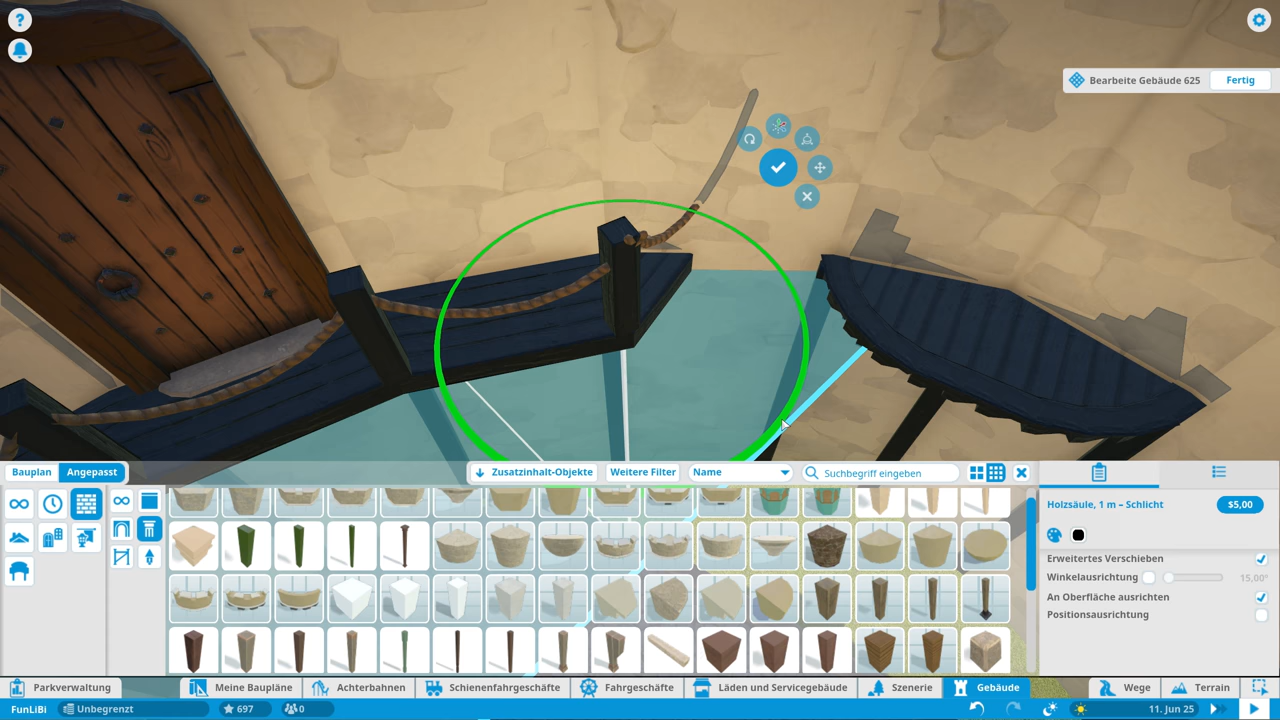 ?
Bearbeite Gebäude 625 Fertig
Bauplan Angepasst Zusatzinhalt-Objekte Weitere Filter Name Suchbegriff eingeben
Holzsäule, 1 m – Schlicht $5,00
Erweitertes Verschieben
Winkelausrichtung 15,00°
An Oberfläche ausrichten
Positionsausrichtung
Parkverwaltung Meine Baupläne Achterbahnen Schienenfahrgeschäfte Fahrgeschäfte Läden und Servicegebäude Szenerie Gebäude Wege Terrain
FunLiBi Unbegrenzt 697 0 11. Jun 25